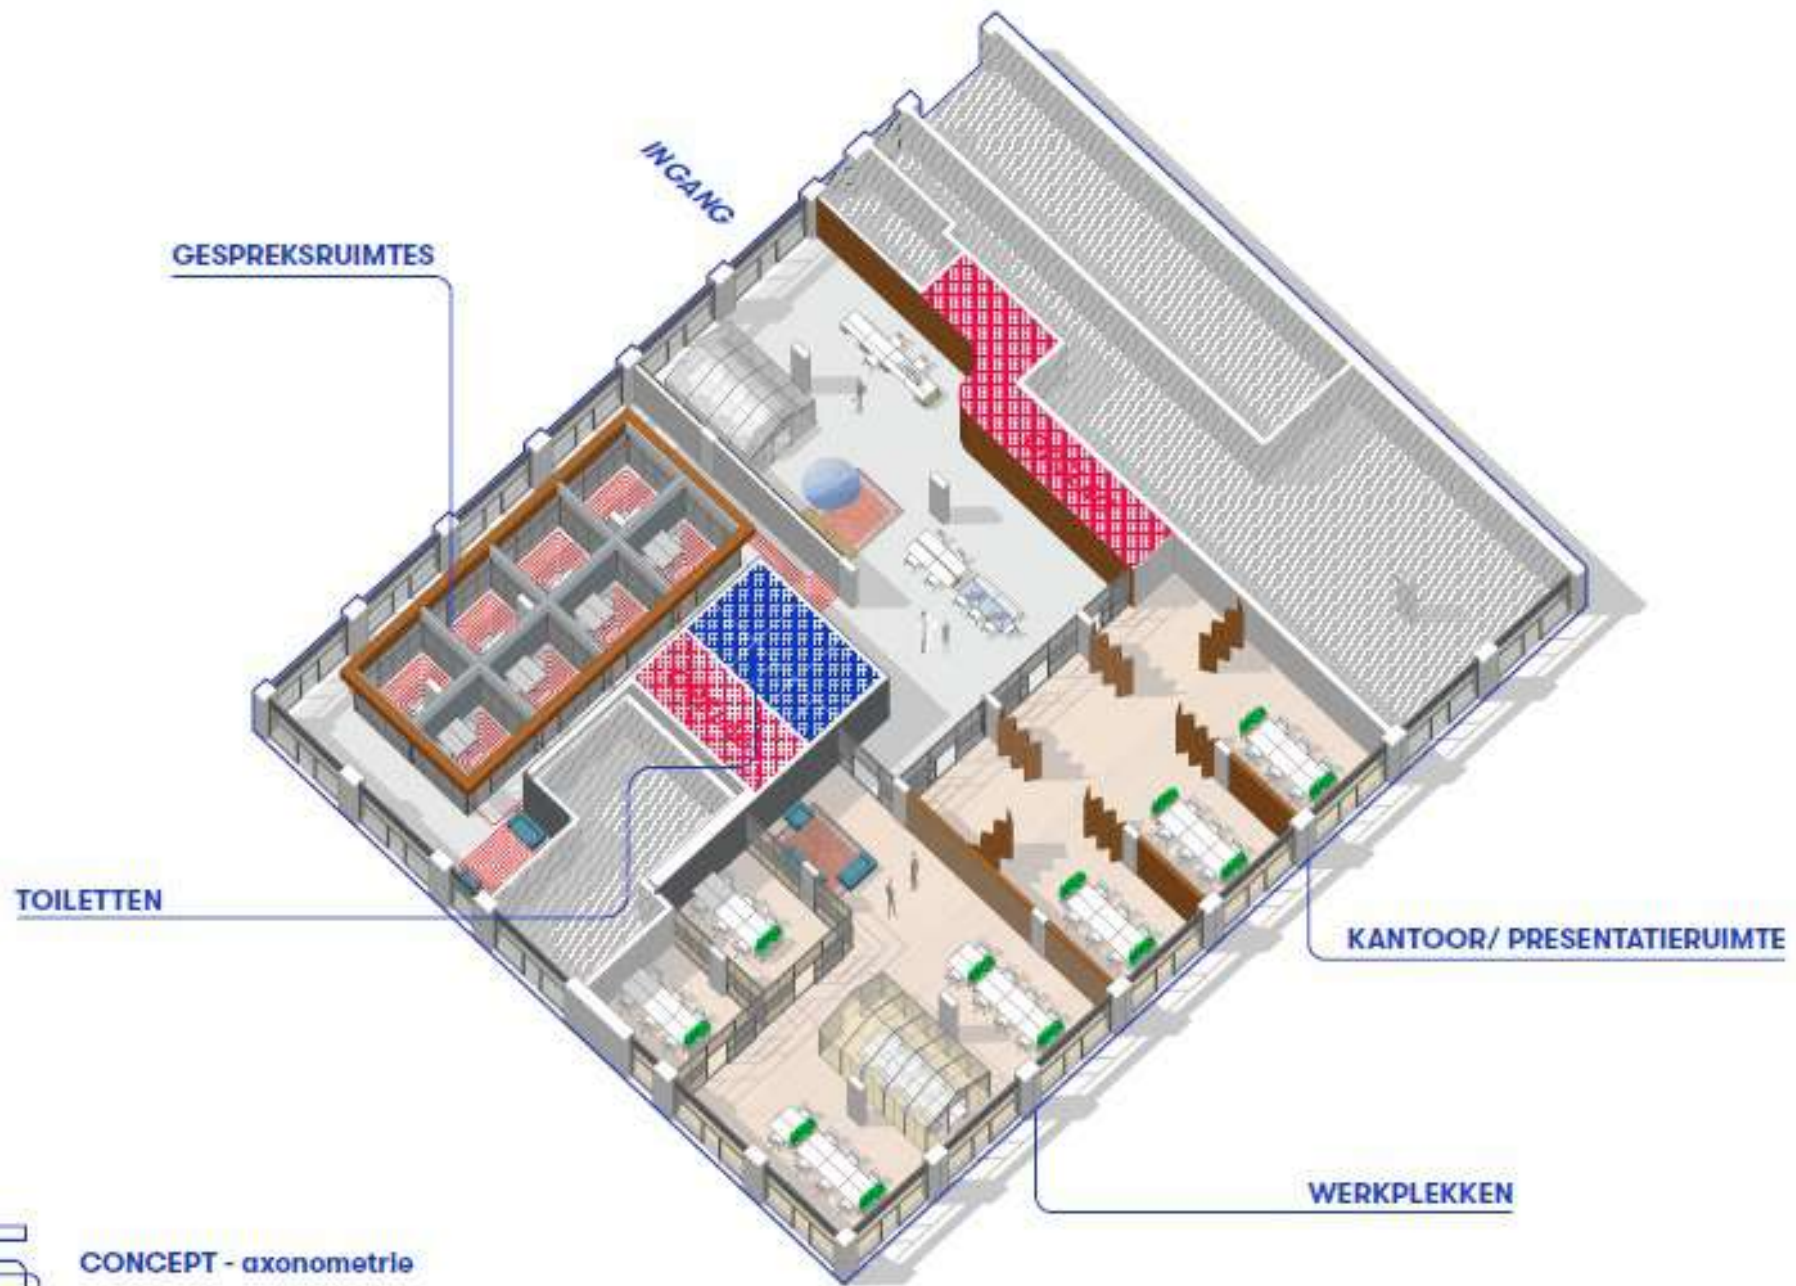 INGANG
GESPREKSRUIMTES
TOILETTEN
KANTOOR/ PRESENTATIERUIMTE
WERKPLEKKEN
CONCEPT - axonometrie